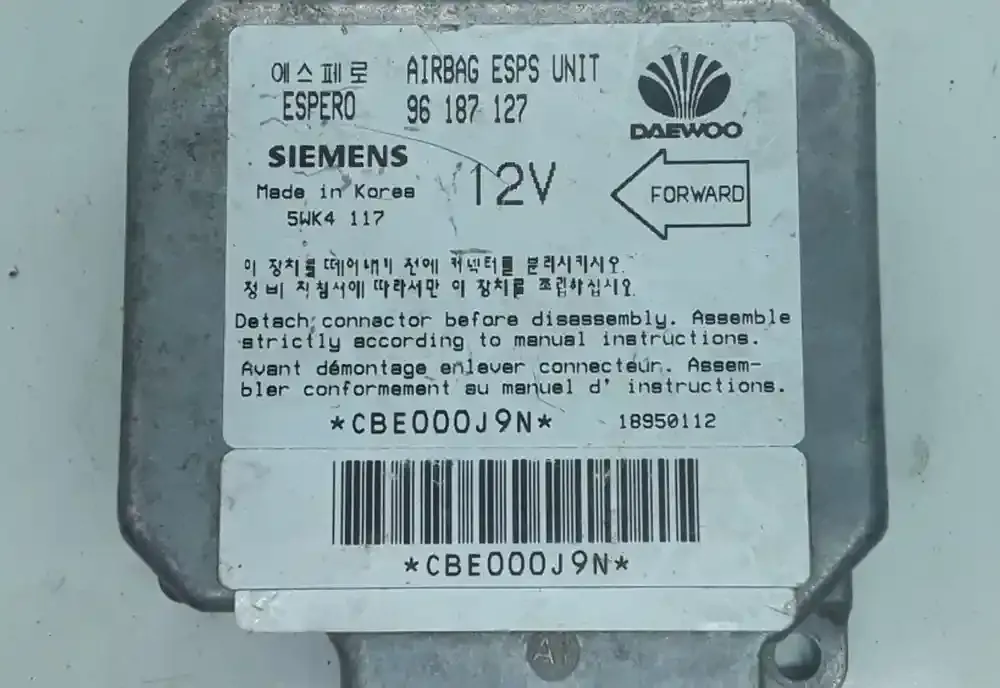 에스페로 AIRBAG ESPS UNIT
ESPERO 96 187 127
DAEWOO
SIEMENS
Made in Korea
5WK4 117
12V
FORWARD
이 장치를 떼어내기 전에 커넥터를 분리시키시오.
정비 지침서에 따라서만 이 장치를 조립하십시오.
Detach connector before disassembly. Assemble
strictly according to manual instructions.
Avant démontage enlever connecteur. Assem-
bler conformement au manuel d' instructions.
*CBE000J9N* 18950112
*CBE000J9N*